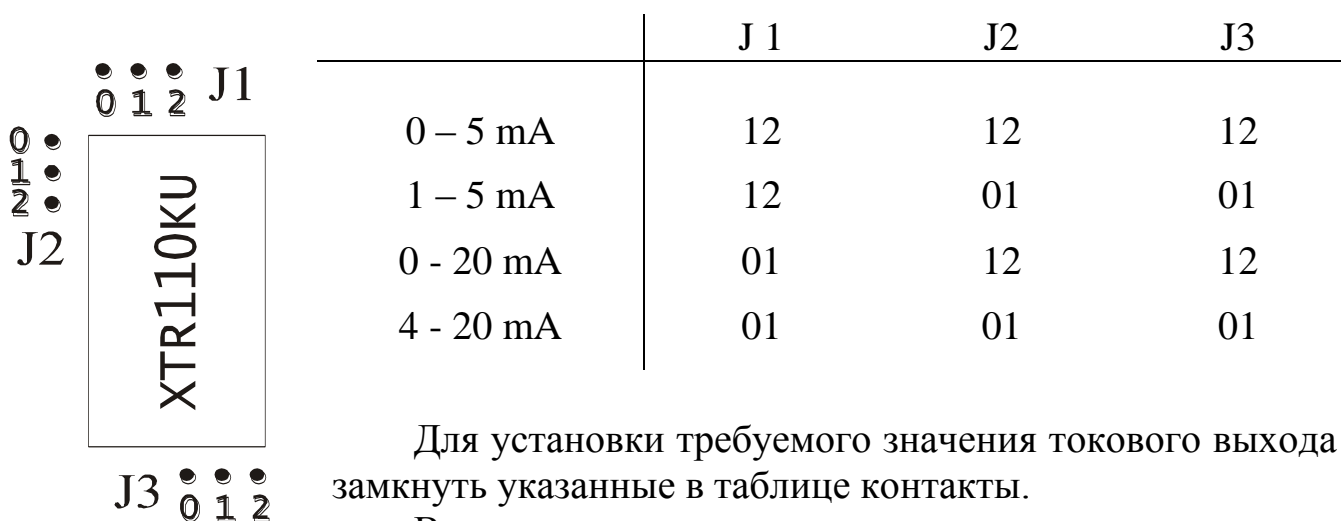 J 1 J2 J3
0 1 2 J1
0 – 5 mA 12 12 12
0
1
2
J2
1 – 5 mA 12 01 01
XTR110KU
0 - 20 mA 01 12 12
4 - 20 mA 01 01 01
Для установки требуемого значения токового выхода
замкнуть указанные в таблице контакты.
J3 0 1 2